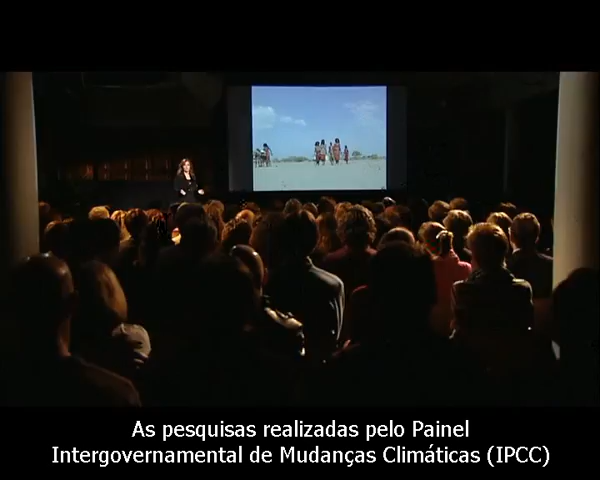 As pesquisas realizadas pelo Painel
Intergovernamental de Mudanças Climáticas (IPCC)